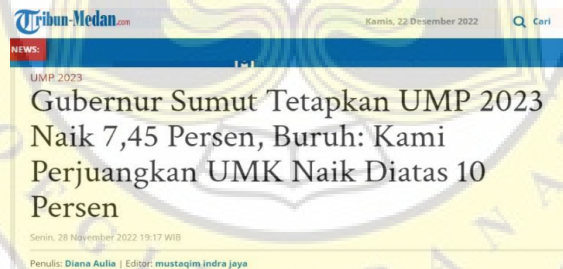 Tribun-Medan.com
Kamis, 22 Desember 2022
Cari
NEWS:
UMP 2023
Gubernur Sumut Tetapkan UMP 2023
Naik 7,45 Persen, Buruh: Kami
Perjuangkan UMK Naik Diatas 10
Persen
Senin, 28 November 2022 19:17 WIB
Penulis: Diana Aulia | Editor: mustaqim indra jaya